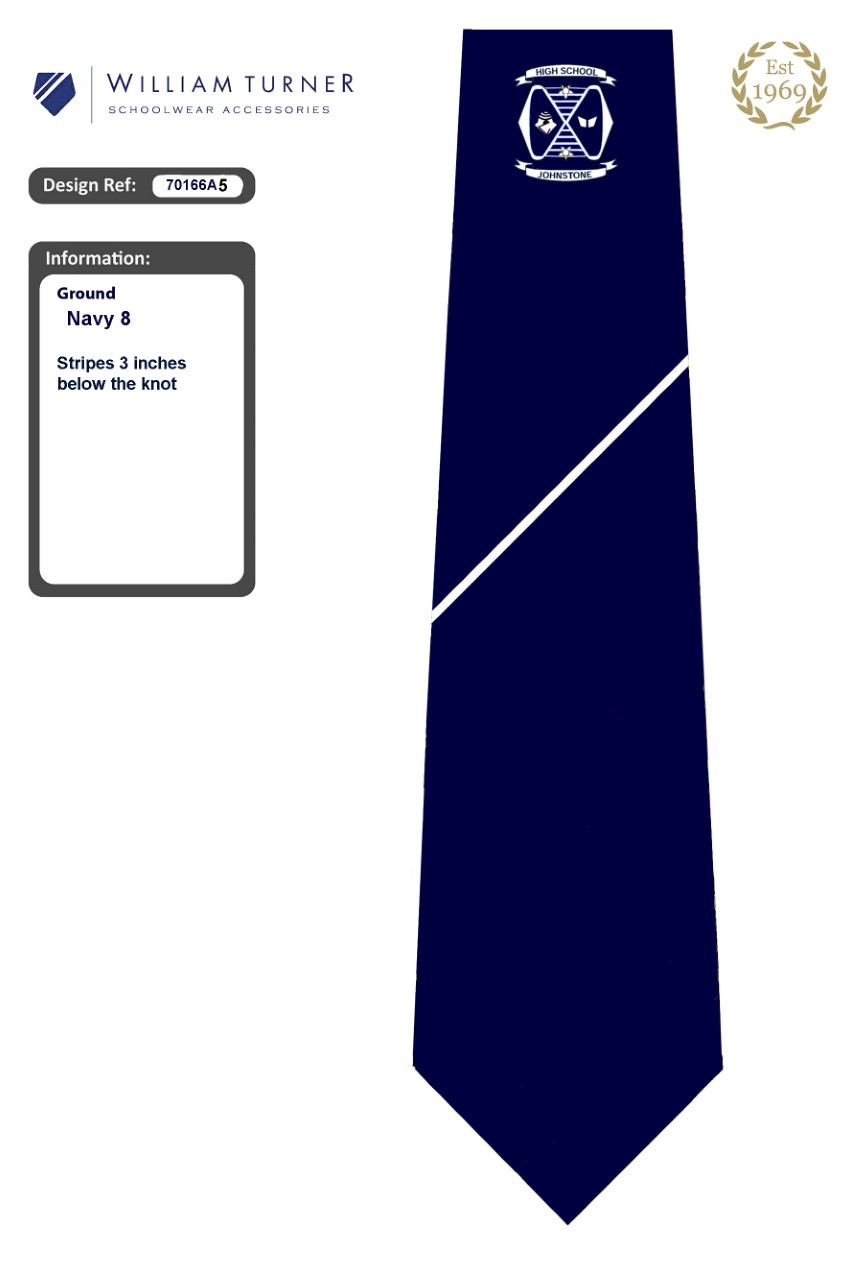 WILLIAM TURNER
SCHOOLWEAR ACCESSORIES
Est
1969
HIGH SCHOOL
JOHNSTONE
Design Ref: 70166A5
Information:
Ground
Navy 8
Stripes 3 inches
below the knot